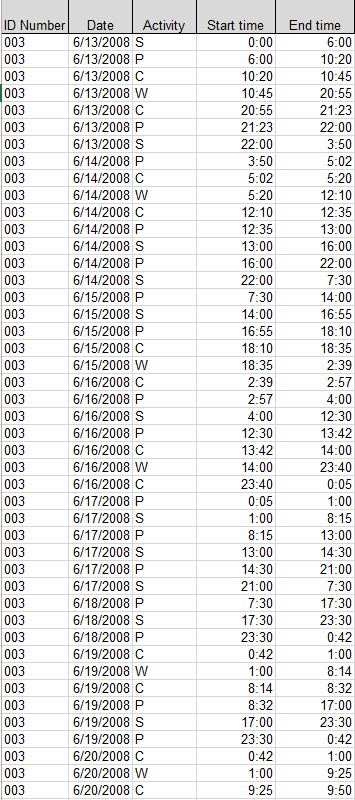 ID Number Date Activity Start time End time
003 6/13/2008 S 0:00 6:00
003 6/13/2008 P 6:00 10:20
003 6/13/2008 C 10:20 10:45
003 6/13/2008 W 10:45 20:55
003 6/13/2008 C 20:55 21:23
003 6/13/2008 P 21:23 22:00
003 6/13/2008 S 22:00 3:50
003 6/14/2008 P 3:50 5:02
003 6/14/2008 C 5:02 5:20
003 6/14/2008 W 5:20 12:10
003 6/14/2008 C 12:10 12:35
003 6/14/2008 P 12:35 13:00
003 6/14/2008 S 13:00 16:00
003 6/14/2008 P 16:00 22:00
003 6/14/2008 S 22:00 7:30
003 6/15/2008 P 7:30 14:00
003 6/15/2008 S 14:00 16:55
003 6/15/2008 P 16:55 18:10
003 6/15/2008 C 18:10 18:35
003 6/15/2008 W 18:35 2:39
003 6/16/2008 C 2:39 2:57
003 6/16/2008 P 2:57 4:00
003 6/16/2008 S 4:00 12:30
003 6/16/2008 P 12:30 13:42
003 6/16/2008 C 13:42 14:00
003 6/16/2008 W 14:00 23:40
003 6/16/2008 C 23:40 0:05
003 6/17/2008 P 0:05 1:00
003 6/17/2008 S 1:00 8:15
003 6/17/2008 P 8:15 13:00
003 6/17/2008 S 13:00 14:30
003 6/17/2008 P 14:30 21:00
003 6/17/2008 S 21:00 7:30
003 6/18/2008 P 7:30 17:30
003 6/18/2008 S 17:30 23:30
003 6/18/2008 P 23:30 0:42
003 6/19/2008 C 0:42 1:00
003 6/19/2008 W 1:00 8:14
003 6/19/2008 C 8:14 8:32
003 6/19/2008 P 8:32 17:00
003 6/19/2008 S 17:00 23:30
003 6/19/2008 P 23:30 0:42
003 6/20/2008 C 0:42 1:00
003 6/20/2008 W 1:00 9:25
003 6/20/2008 C 9:25 9:50